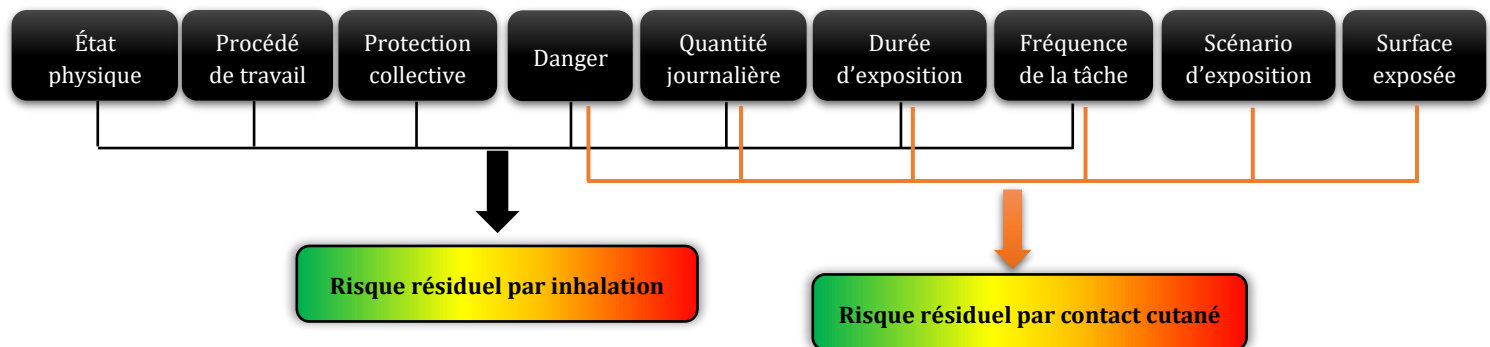 État
physique
Procédé
de travail
Protection
collective
Danger
Quantité
journalière
Durée
d’exposition
Fréquence
de la tâche
Scénario
d’exposition
Surface
exposée
Risque résiduel par inhalation
Risque résiduel par contact cutané